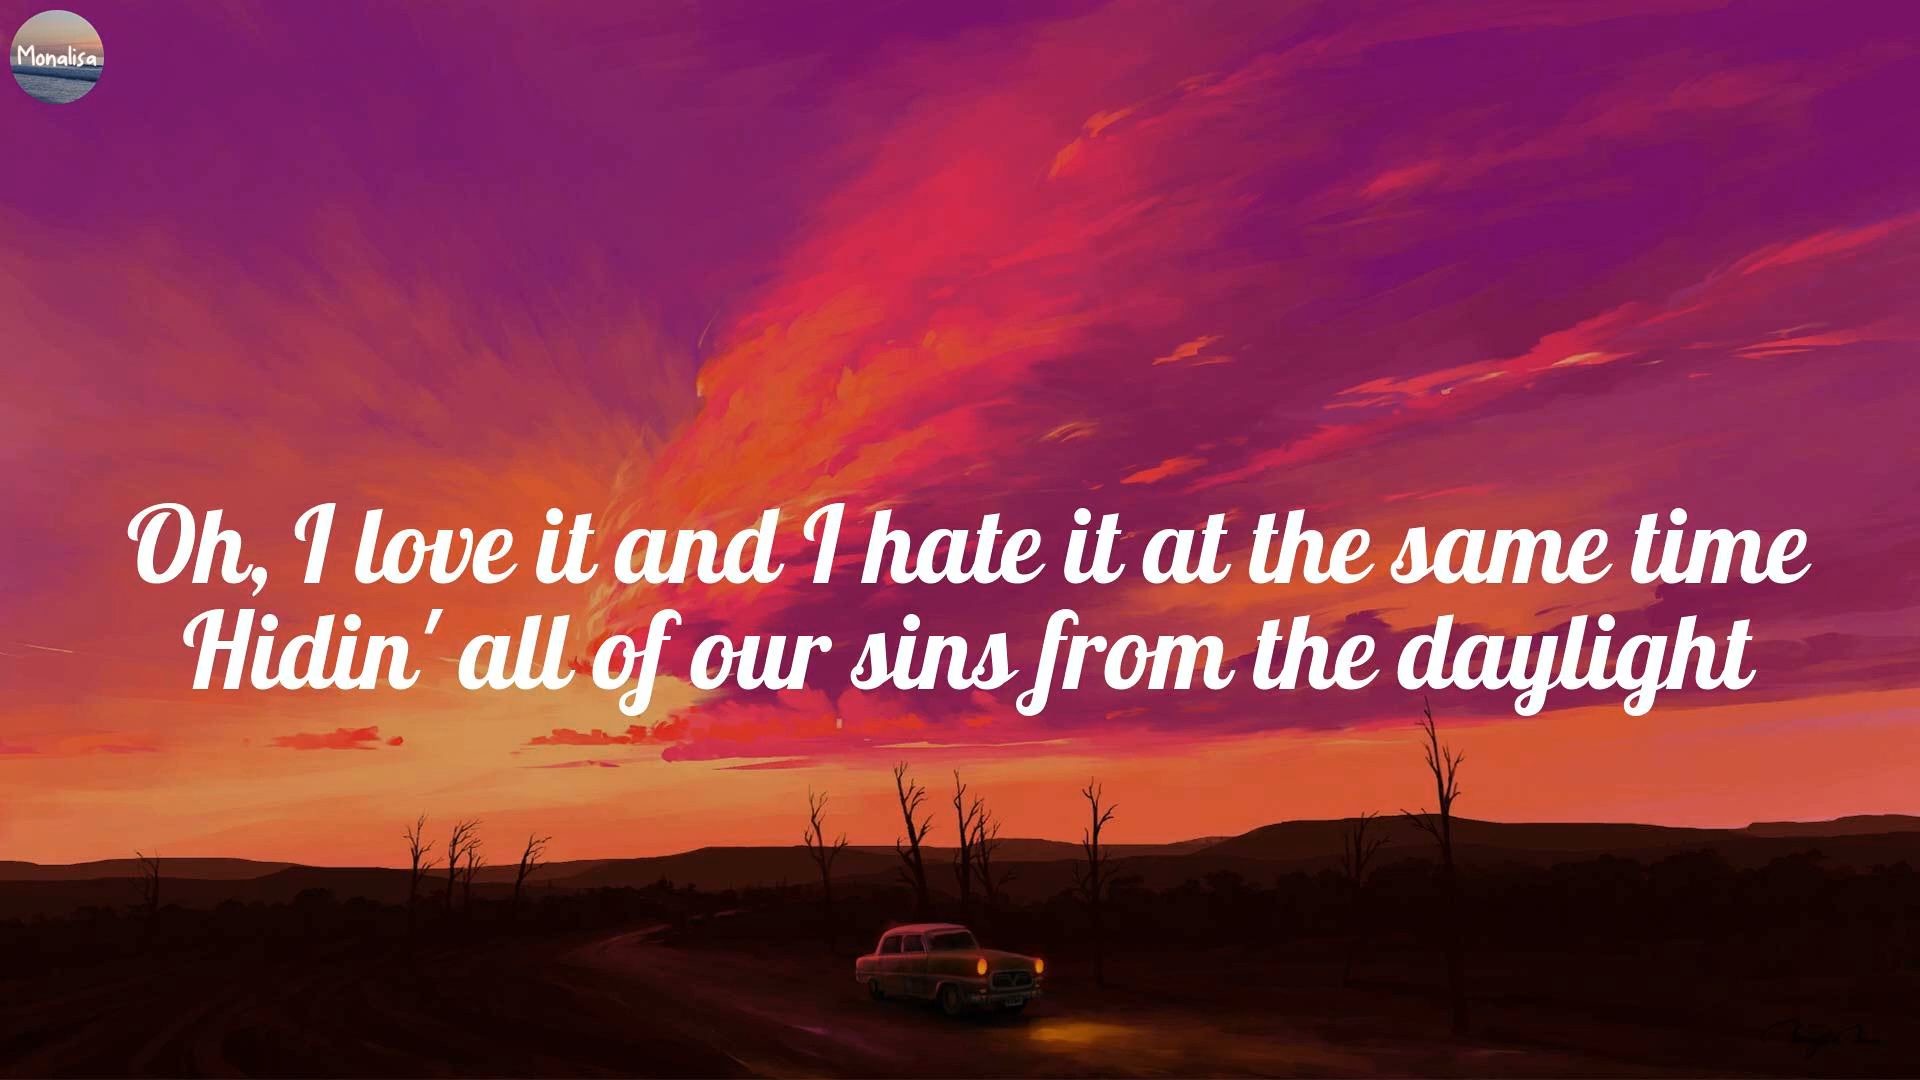 Monalisa
Oh, I love it and I hate it at the same time
Hidin' all of our sins from the daylight